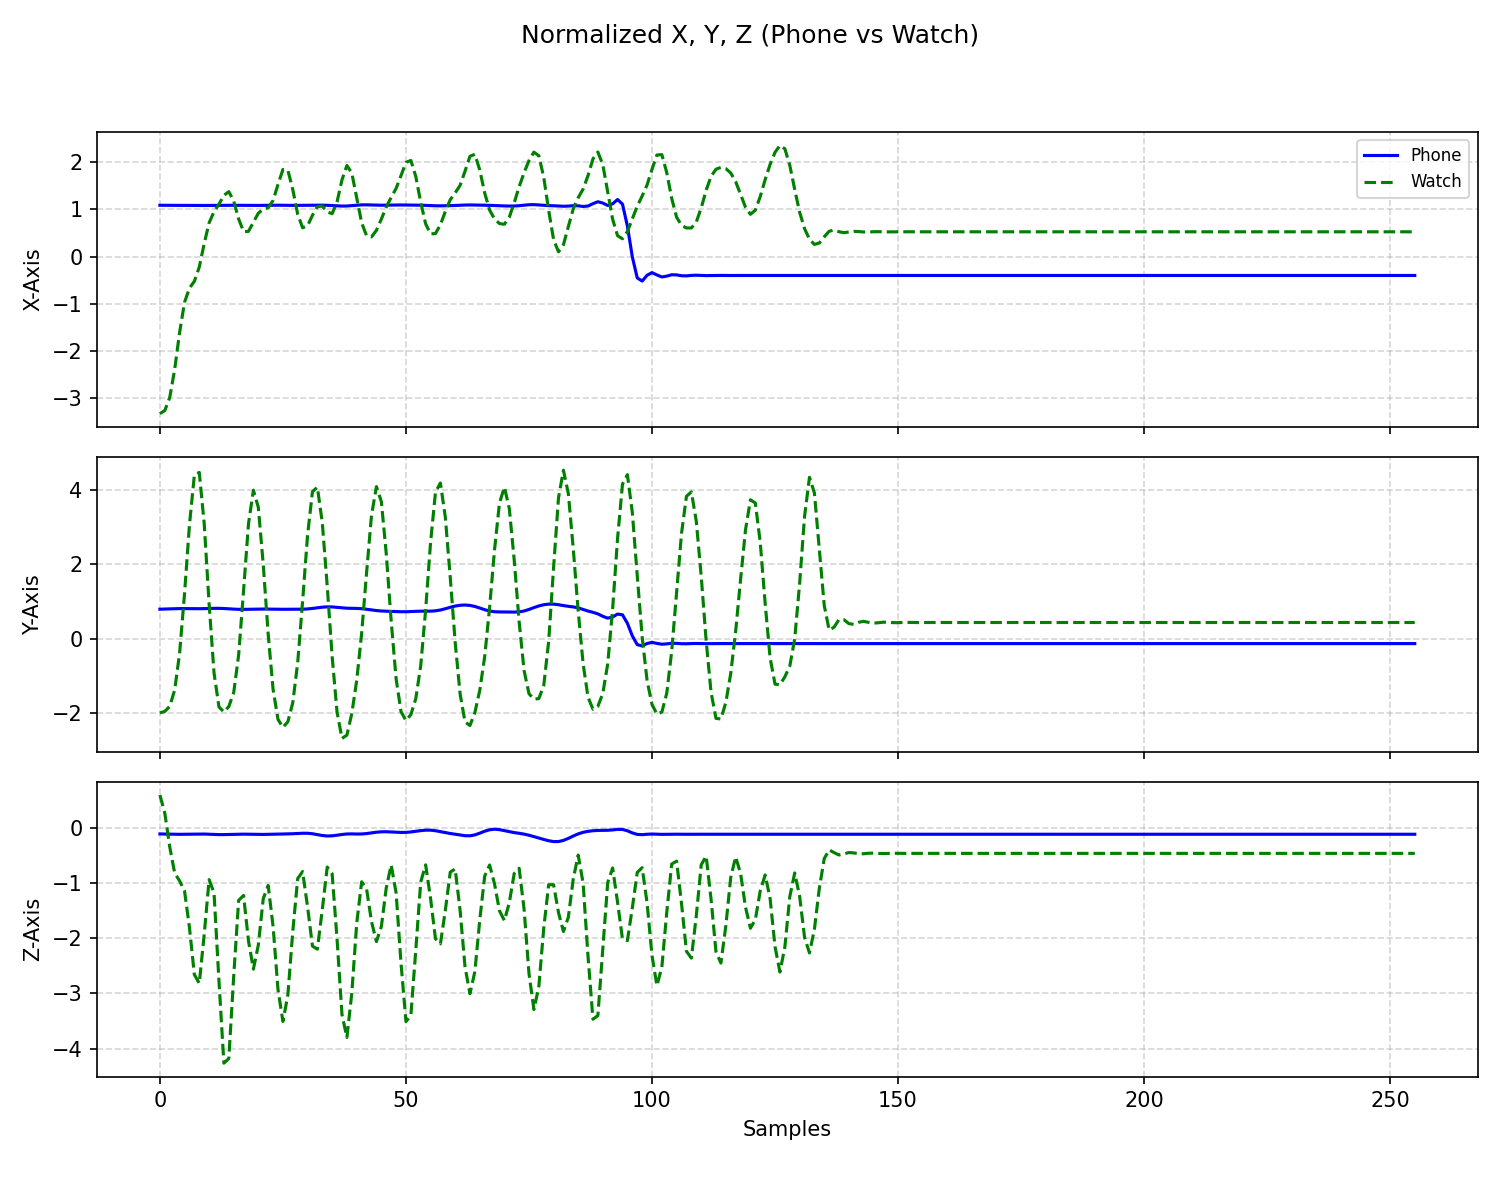 Normalized X, Y, Z (Phone vs Watch)
Phone
Watch
X-Axis
2
1
0
−1
−2
−3
Y-Axis
4
2
0
−2
Z-Axis
0
−1
−2
−3
−4
0 50 100 150 200 250
Samples